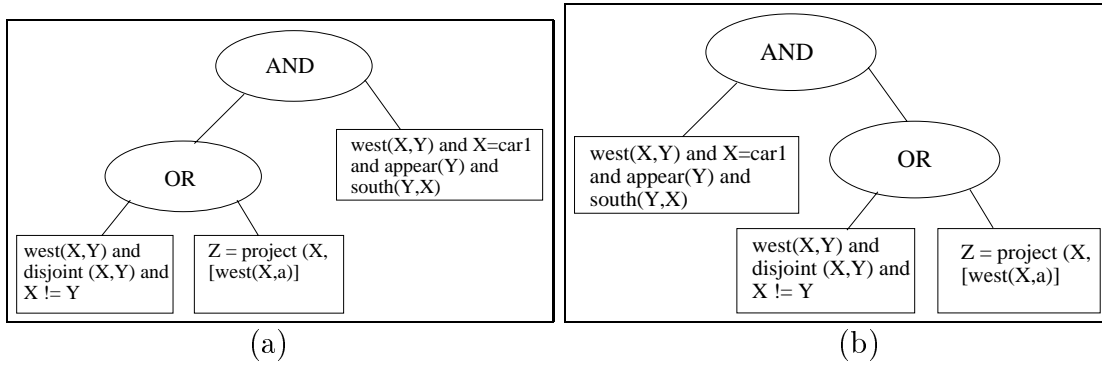 AND
OR
west(X,Y) and X=car1
and appear(Y) and
south(Y,X)
west(X,Y) and
disjoint (X,Y) and
X != Y
Z = project (X,
[west(X,a)]
(a)
AND
west(X,Y) and X=car1
and appear(Y) and
south(Y,X)
OR
west(X,Y) and
disjoint (X,Y) and
X != Y
Z = project (X,
[west(X,a)]
(b)